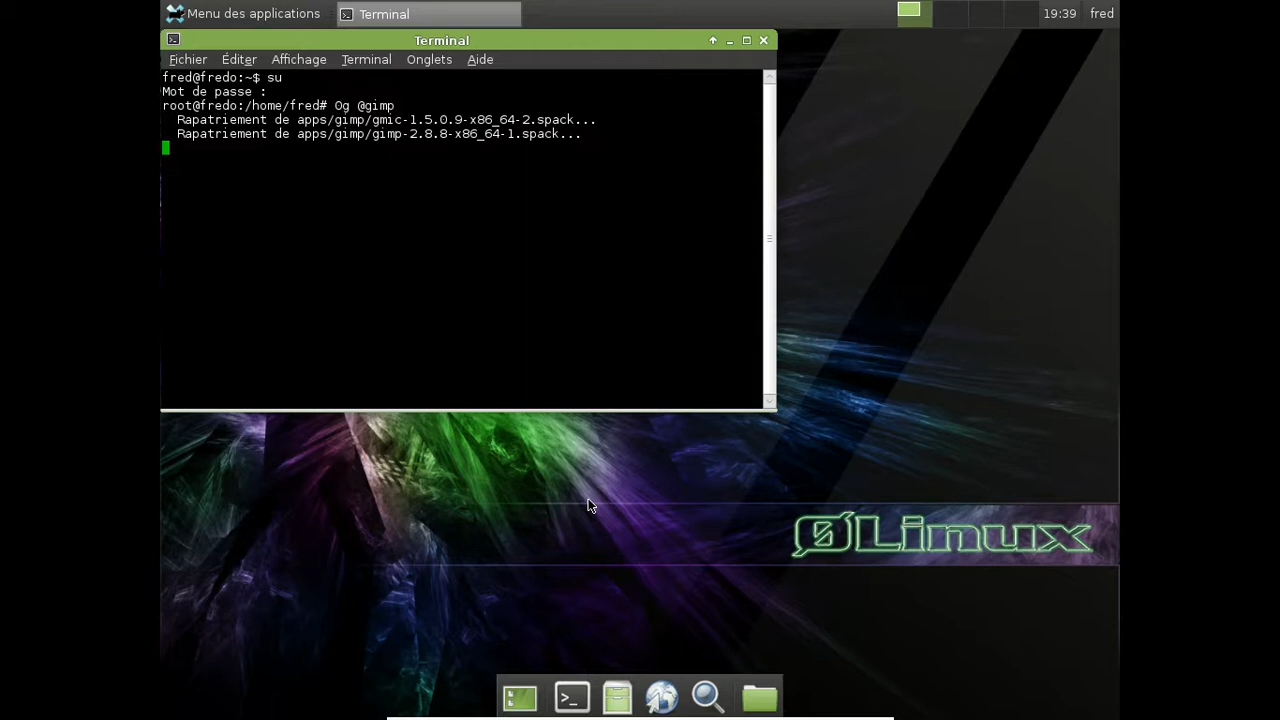 Menu des applications
Terminal
19:39
fred
Terminal
Fichier Éditer Affichage Terminal Onglets Aide
fred@fredo:~$ su
Mot de passe :
root@fredo:/home/fred# Og @gimp
Rapatriement de apps/gimp/gmic-1.5.0.9-x86_64-2.spack...
Rapatriement de apps/gimp/gimp-2.8.8-x86_64-1.spack...
0Linux